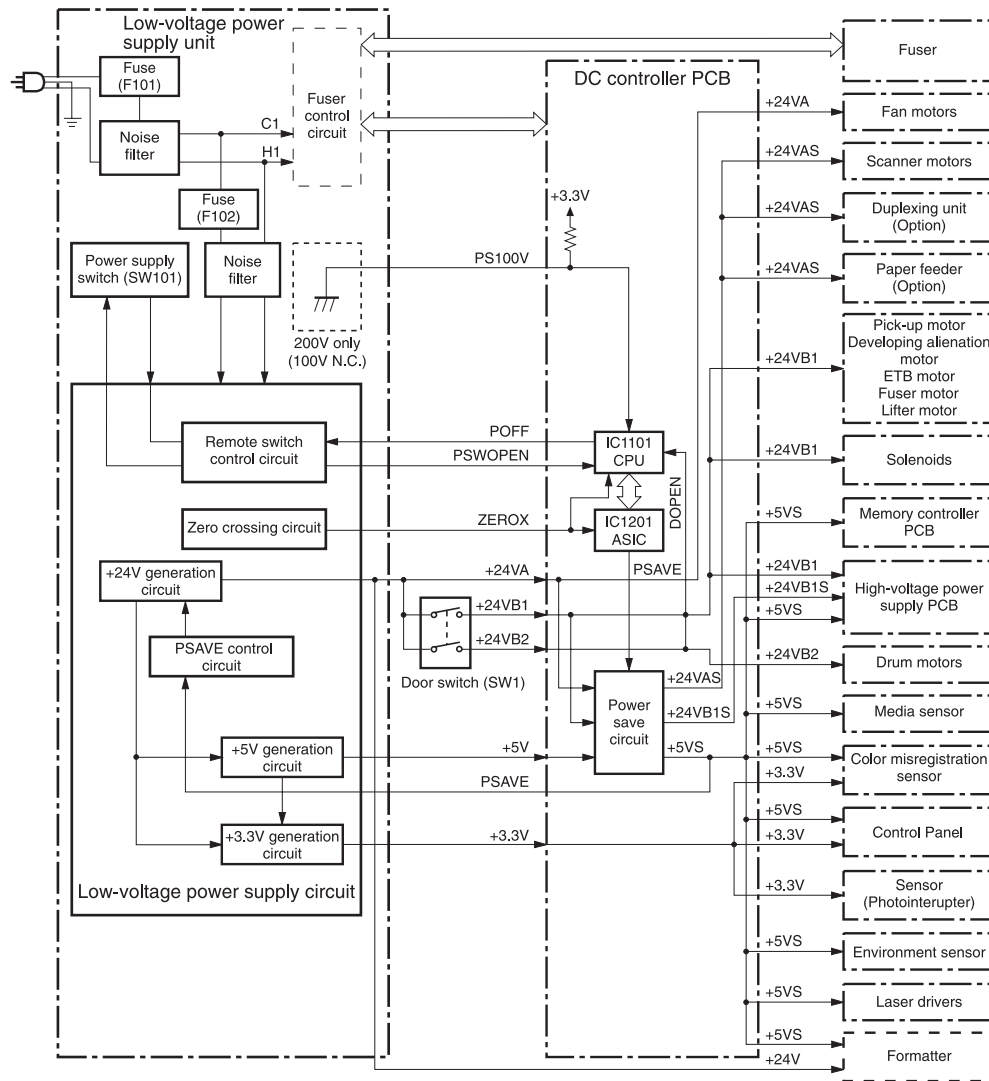 Low-voltage power
supply unit
Fuse
(F101)
Noise
filter
C1
H1
Fuser
control
circuit
Fuse
(F102)
Power supply
switch (SW101)
Noise
filter
200V only
(100V N.C.)
Remote switch
control circuit
Zero crossing circuit
+24V generation
circuit
PSAVE control
circuit
+5V generation
circuit
+3.3V generation
circuit
Low-voltage power supply circuit
PS100V
POFF
PSWOPEN
ZEROX
+24VA
+24VB1
+24VB2
Door switch (SW1)
+5V
PSAVE
+3.3V
DC controller PCB
+3.3V
IC1101
CPU
IC1201
ASIC
DOPEN
PSAVE
Power
save
circuit
+24VAS
+24VB1S
+5VS
Fuser
+24VA
Fan motors
+24VAS
Scanner motors
+24VAS
Duplexing unit
(Option)
+24VAS
Paper feeder
(Option)
+24VB1
Pick-up motor
Developing alienation
motor
ETB motor
Fuser motor
Lifter motor
+24VB1
Solenoids
+5VS
Memory controller
PCB
+24VB1
+24VB1S
+5VS
High-voltage power
supply PCB
+24VB2
Drum motors
+5VS
Media sensor
+5VS
+3.3V
Color misregistration
sensor
+5VS
+3.3V
Control Panel
+3.3V
Sensor
(Photointerupter)
+5VS
Environment sensor
+5VS
Laser drivers
+5VS
+24V
Formatter